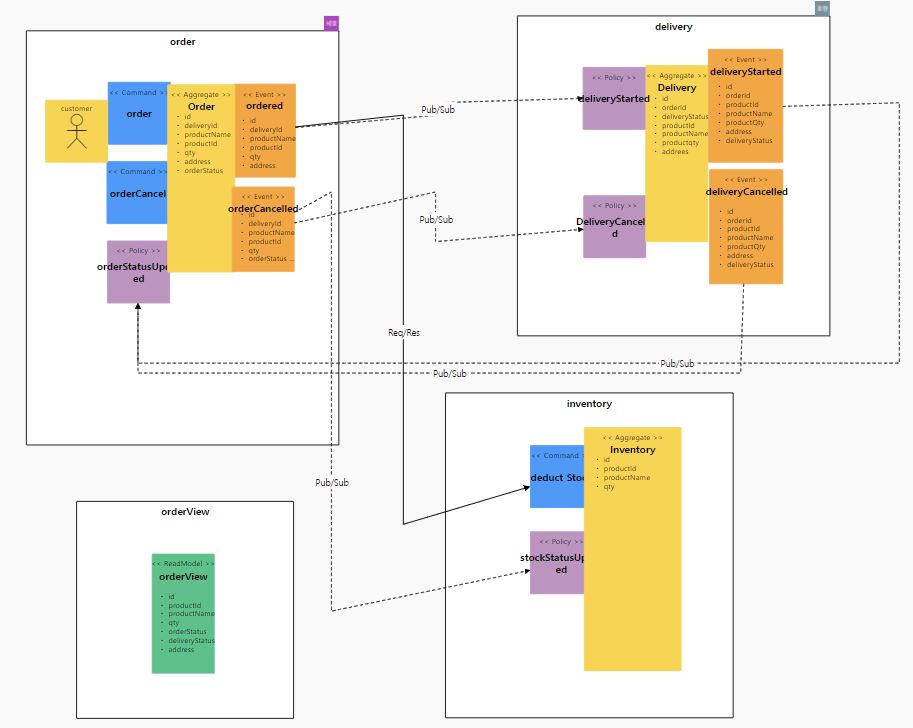 order
customer
<< Command >>
order
<< Command >>
orderCancel
<< Policy >>
orderStatusUpd
ed
<< Aggregate >>
Order
· id
· deliveryId
· productName
· productId
· qty
· address
· orderStatus
<< Event >>
ordered
· id
· deliveryId
· productName
· productId
· qty
· address
<< Event >>
orderCancelled
· id
· deliveryId
· productName
· productId
· qty
· orderStatus ...
Pub/Sub
Pub/Sub
Req/Res
Pub/Sub
Pub/Sub
Pub/Sub
delivery
<< Policy >>
deliveryStarted
<< Policy >>
DeliveryCancel
d
<< Aggregate >>
Delivery
· id
· orderId
· deliveryStatus
· productId
· productName
· productqty
· addrees
<< Event >>
deliveryStarted
· id
· orderId
· productId
· productName
· productQty
· address
· deliveryStatus
<< Event >>
deliveryCancelled
· id
· orderId
· productId
· productName
· productQty
· address
· deliveryStatus
orderView
<< ReadModel >>
orderView
· id
· productId
· productName
· qty
· orderStatus
· deliveryStatus
· address
inventory
<< Command
deduct Stoc
<< Policy >>
stockStatusUp
ed
<< Aggregate >>
Inventory
· id
· productId
· productName
· qty